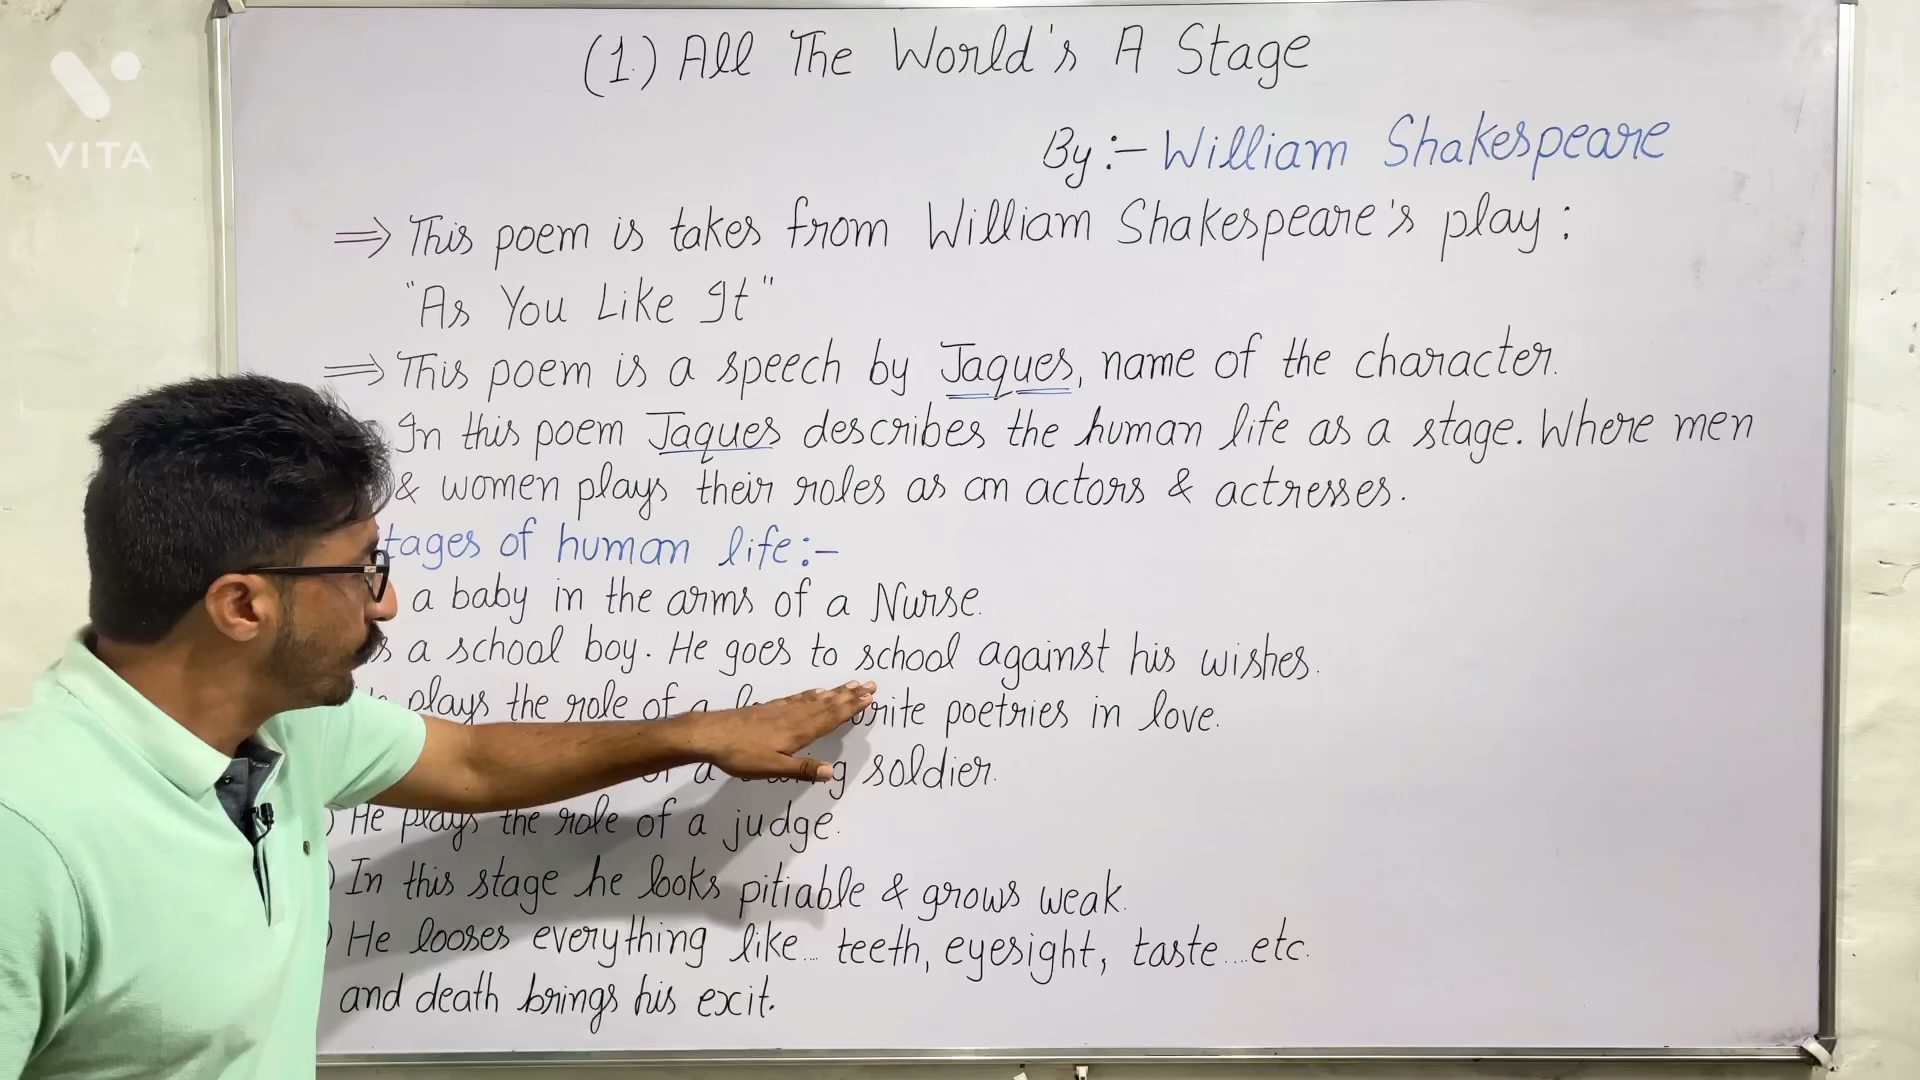 VITA
(1.) All The World's A Stage
By :- William Shakespeare
⇒ This poem is takes from William Shakespeare's play :
"As You Like It"
⇒ This poem is a speech by Jaques, name of the character.
In this poem Jaques describes the human life as a stage. Where men
& women plays their roles as an actors & actresses.
tages of human life:-
a baby in the arms of a Nurse.
s a school boy. He goes to school against his wishes.
plays the role of a poetries in love.
of a soldier.
) He plays the role of a judge.
) In this stage he looks pitiable & grows weak.
) He looses everything like... teeth, eyesight, taste...etc.
and death brings his exit.